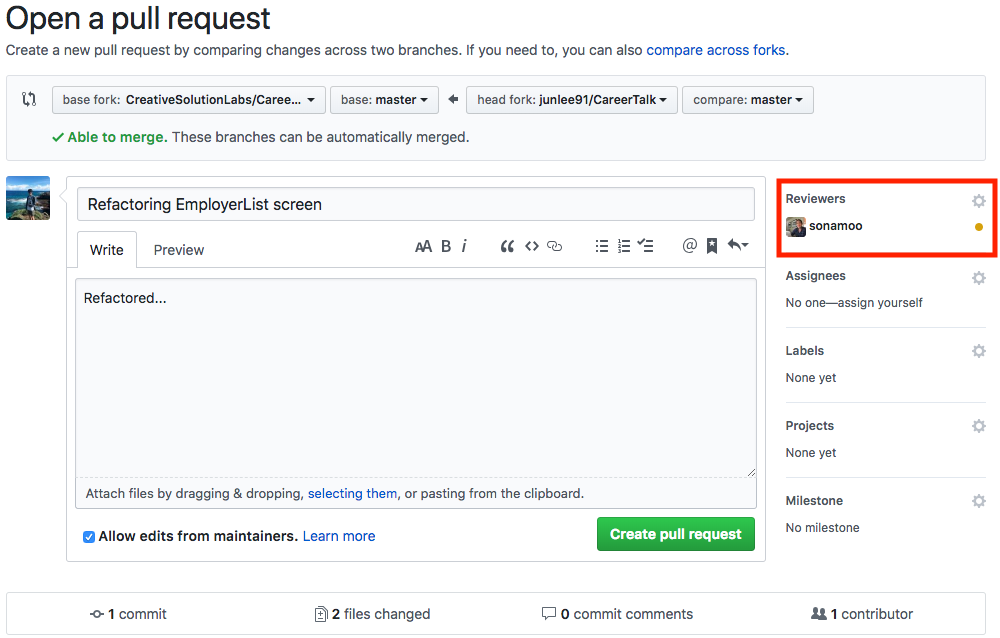 Open a pull request
Create a new pull request by comparing changes across two branches. If you need to, you can also compare across forks.
base fork: CreativeSolutionLabs/Caree... base: master head fork: junlee91/CareerTalk compare: master
Able to merge. These branches can be automatically merged.
Refactoring EmployerList screen
Write Preview AA B i @
Refactored...
Attach files by dragging & dropping, selecting them, or pasting from the clipboard.
Allow edits from maintainers. Learn more Create pull request
Reviewers
sonamoo
Assignees
No one—assign yourself
Labels
None yet
Projects
None yet
Milestone
No milestone
1 commit 2 files changed 0 commit comments 1 contributor